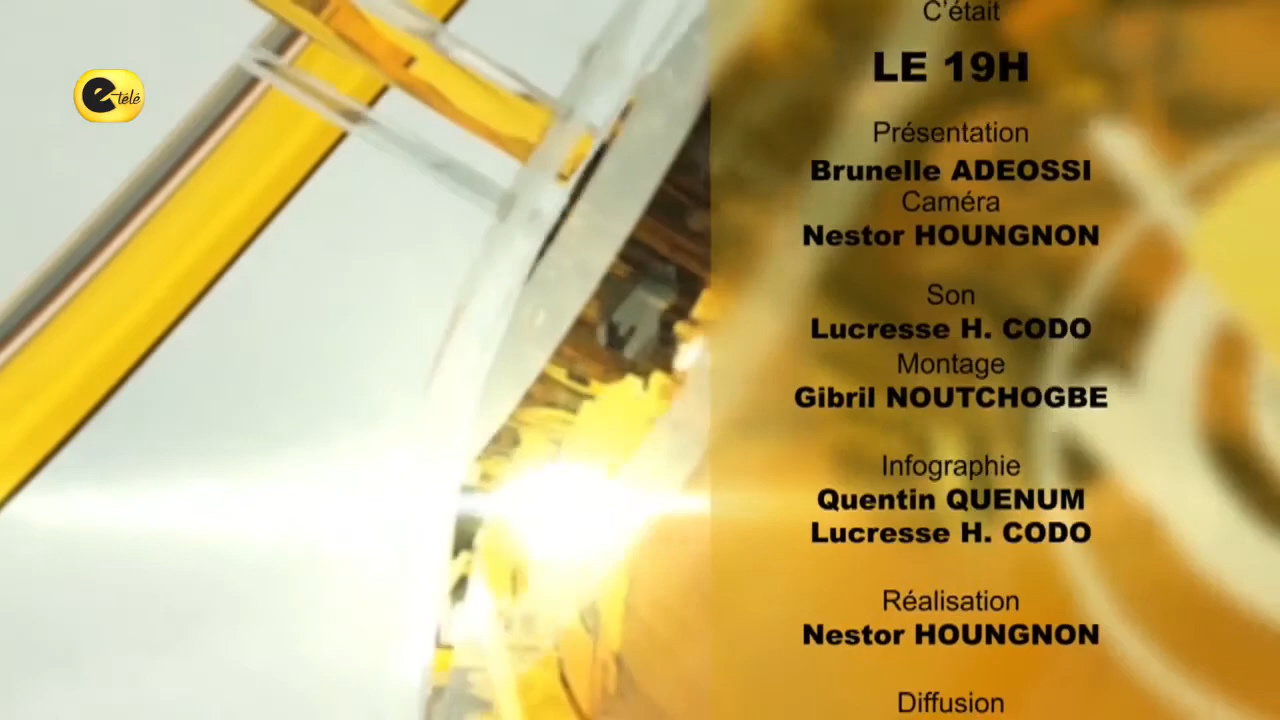 e-télé
C'était
LE 19H
Présentation
Brunelle ADEOSSI
Caméra
Nestor HOUNGNON
Son
Lucresse H. CODO
Montage
Gibril NOUTCHOGBE
Infographie
Quentin QUENUM
Lucresse H. CODO
Réalisation
Nestor HOUNGNON
Diffusion